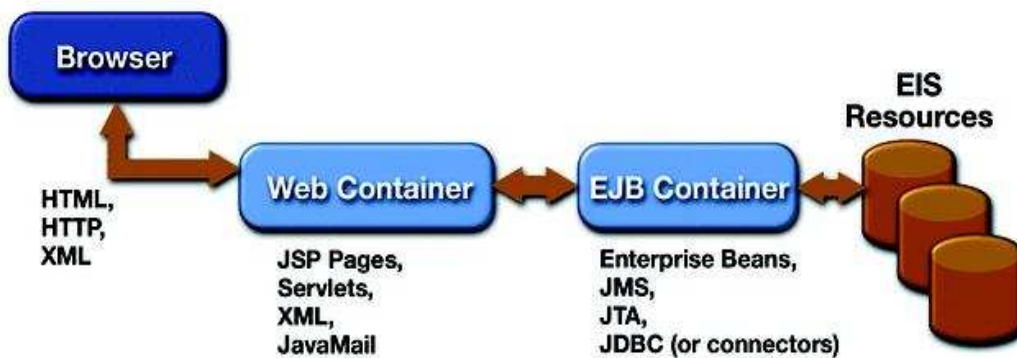 Browser
EIS
Resources
Web Container
EJB Container
HTML,
HTTP,
XML
JSP Pages,
Servlets,
XML,
JavaMail
Enterprise Beans,
JMS,
JTA,
JDBC (or connectors)